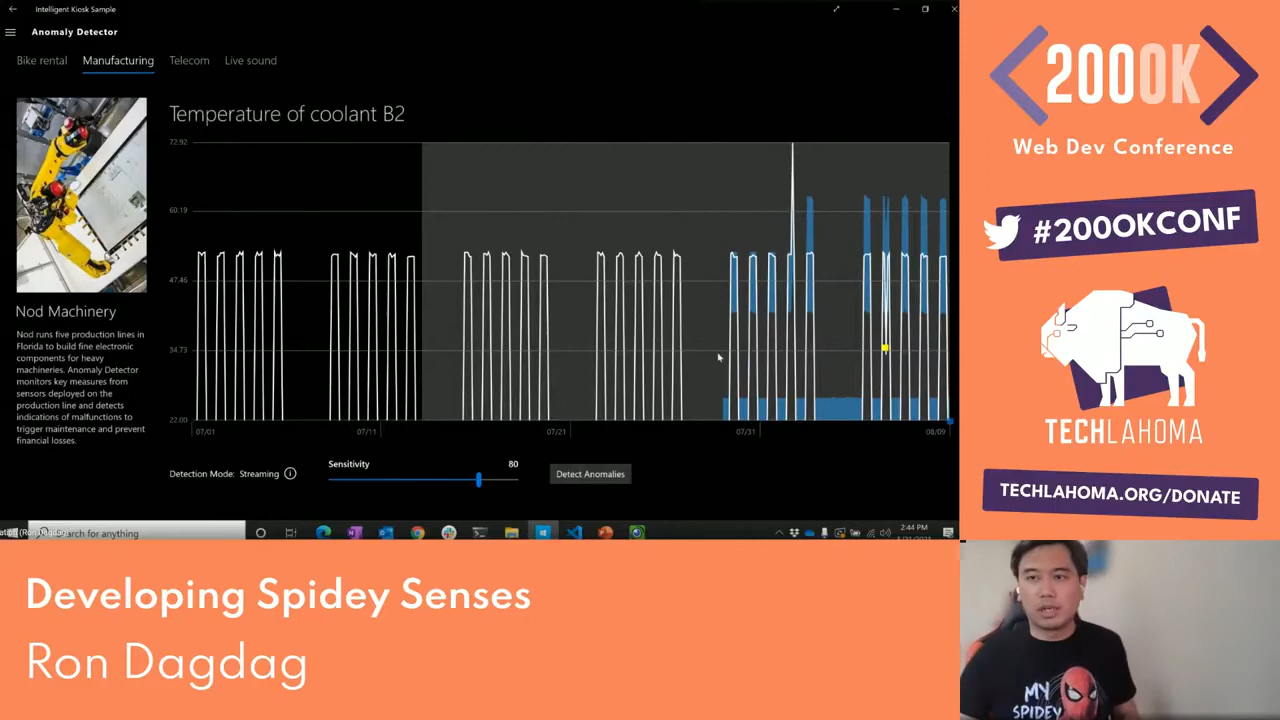 Intelligent Kiosk Sample
Anomaly Detector
Bike rental
Manufacturing
Telecom
Live sound
Nod Machinery
Nod runs five production lines in
Florida to build fine electronic
components for heavy
machineries. Anomaly Detector
monitors key measures from
sensors deployed on the
production line and detects
indications of malfunctions to
trigger maintenance and prevent
financial losses.
Temperature of coolant B2
72.92
60.19
47.45
34.73
22.00
07/01
07/11
07/21
07/31
08/09
Detection Mode: Streaming
Sensitivity
80
Detect Anomalies
(Ron Dagdag)
search for anything
2:44 PM
Developing Spidey Senses
Ron Dagdag
200OK
Web Dev Conference
#200OKCONF
TECHLAHOMA
TECHLAHOMA.ORG/DONATE
MY
SPIDEY